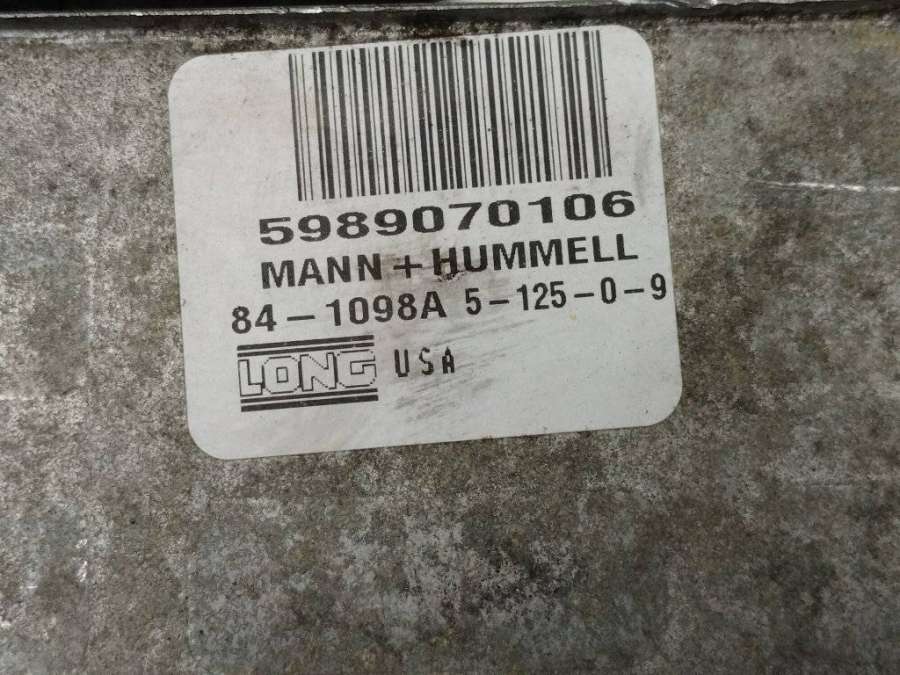 5989070106
MANN + HUMMELL
84-1098A 5-125-0-9
LONG USA